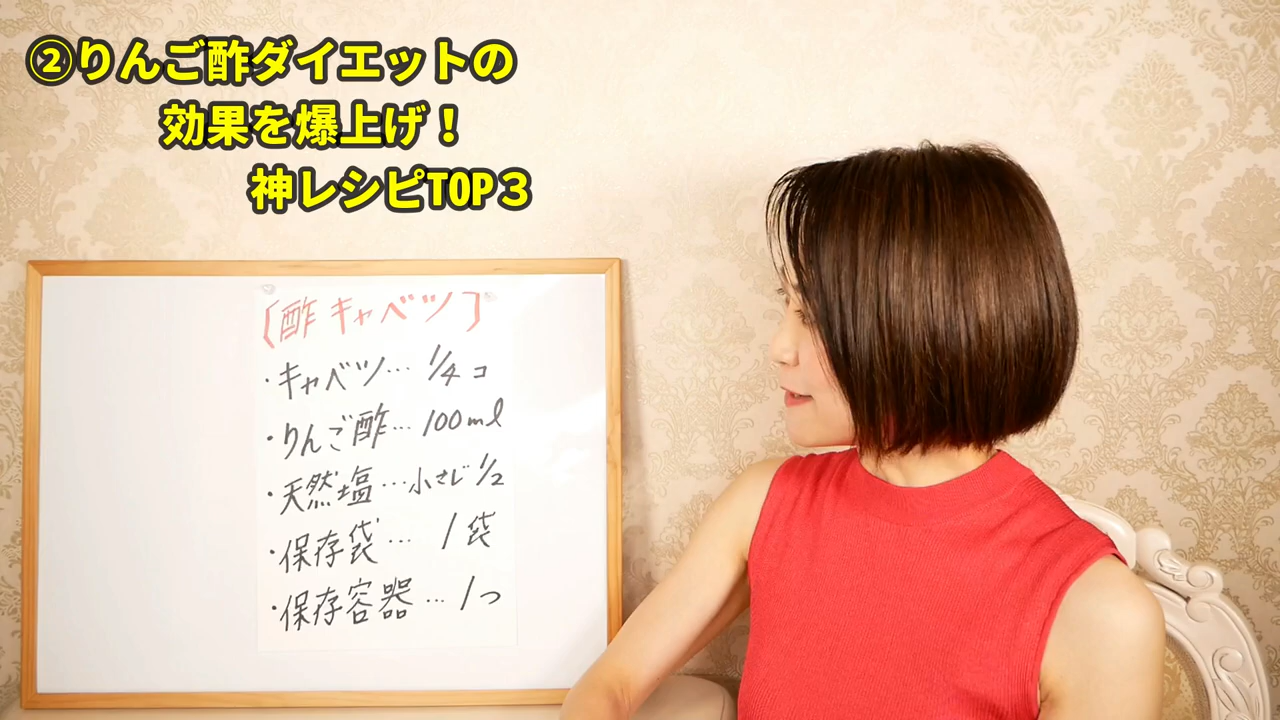 ②りんご酢ダイエットの
効果を爆上げ！
神レシピTOP３
〔酢キャベツ〕
・キャベツ… 1/4コ
・りんご酢… 100ml
・天然塩…小さじ1/2
・保存袋… 1袋
・保存容器… 1つ